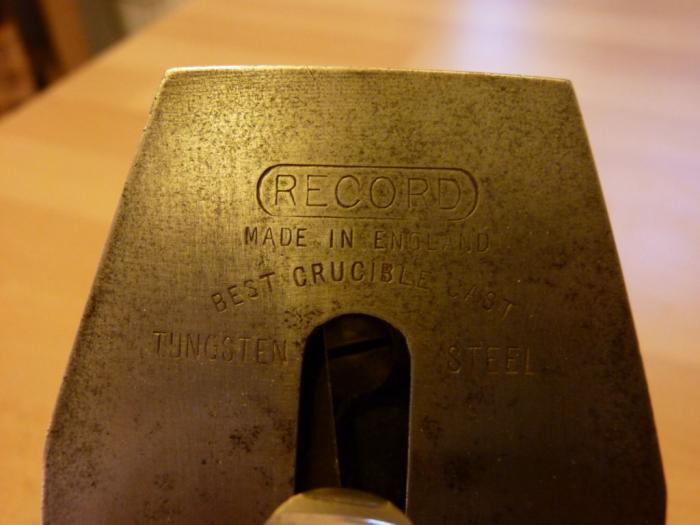 RECORD
MADE IN ENGLAND
BEST CRUCIBLE CAST
TUNGSTEN STEEL